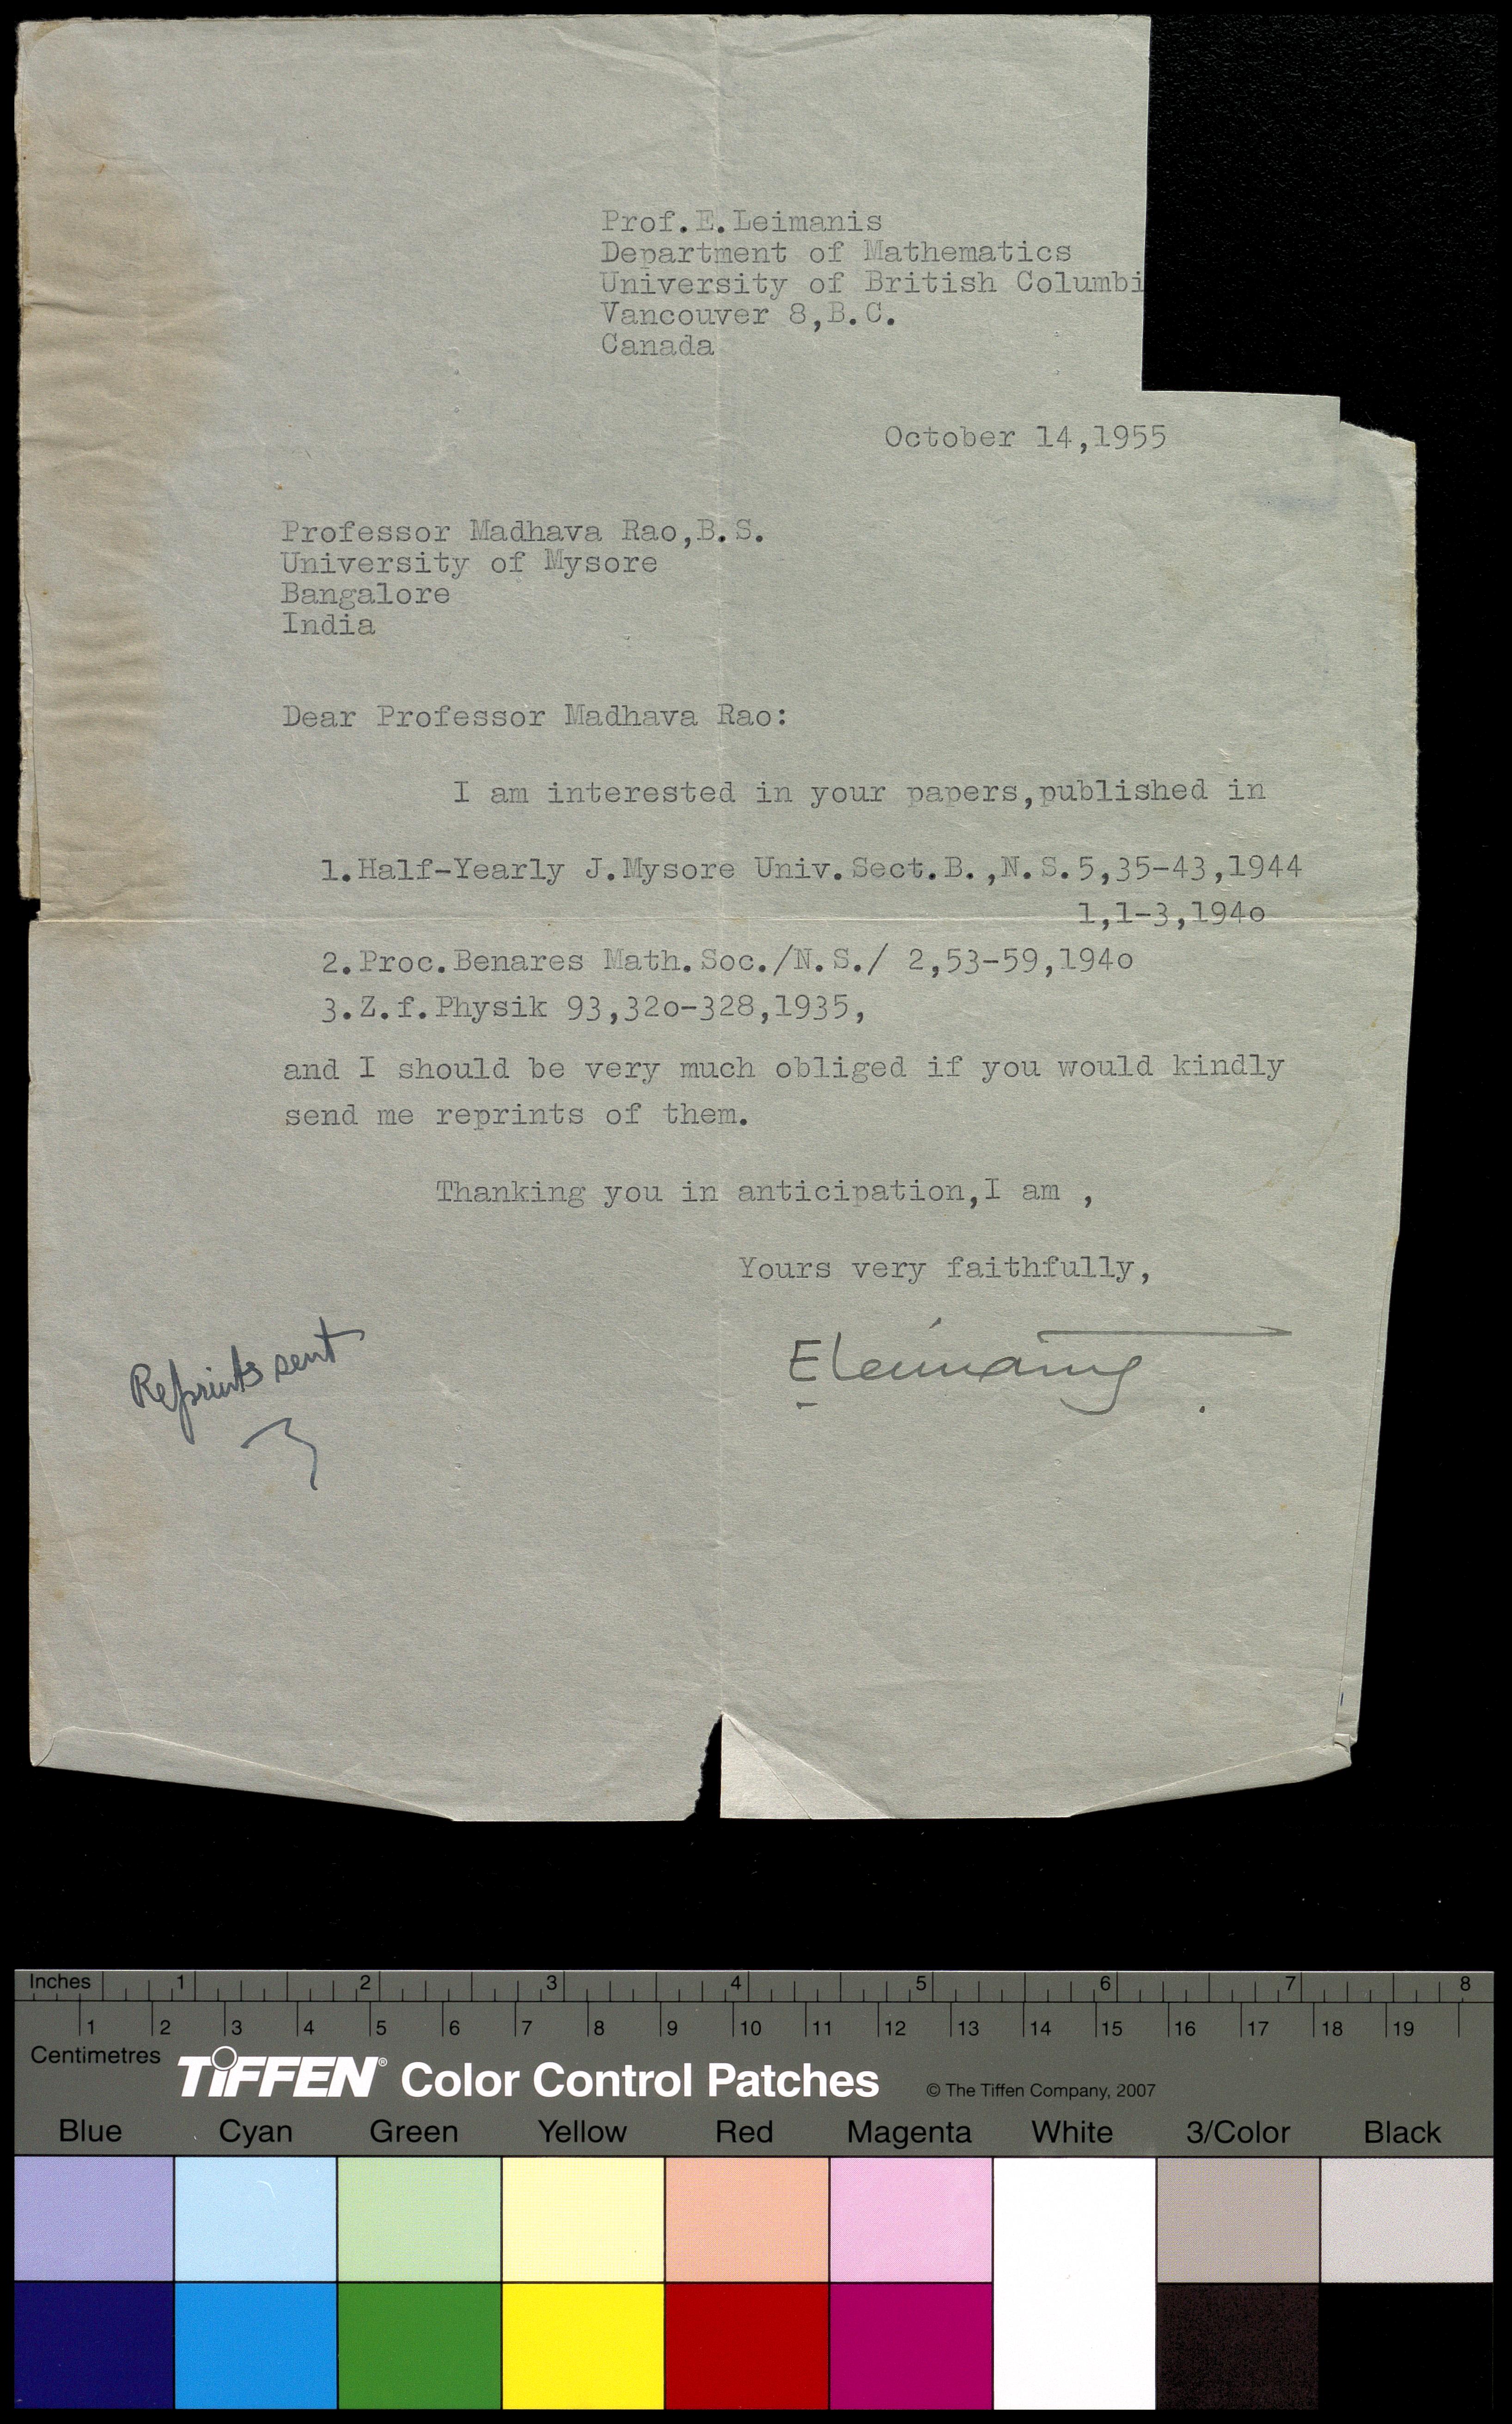 Prof.E.Leimanis
Department of Mathematics
University of British Columbi
Vancouver 8,B.C.
Canada
October 14,1955
Professor Madhava Rao,B.S.
University of Mysore
Bangalore
India
Dear Professor Madhava Rao:
I am interested in your papers,published in
1.Half-Yearly J.Mysore Univ.Sect.B.,N.S.5,35-43,1944
1,1-3,194o
2.Proc.Benares Math.Soc./N.S./ 2,53-59,194o
3.Z.f.Physik 93,32o-328,1935,
and I should be very much obliged if you would kindly
send me reprints of them.
Thanking you in anticipation,I am ,
Yours very faithfully,
ELeimanis
Reprints sent
Inches 1 2 3 4 5 6 7 8
1 2 3 4 5 6 7 8 9 10 11 12 13 14 15 16 17 18 19
Centimetres
TIFFEN® Color Control Patches © The Tiffen Company, 2007
Blue Cyan Green Yellow Red Magenta White 3/Color Black